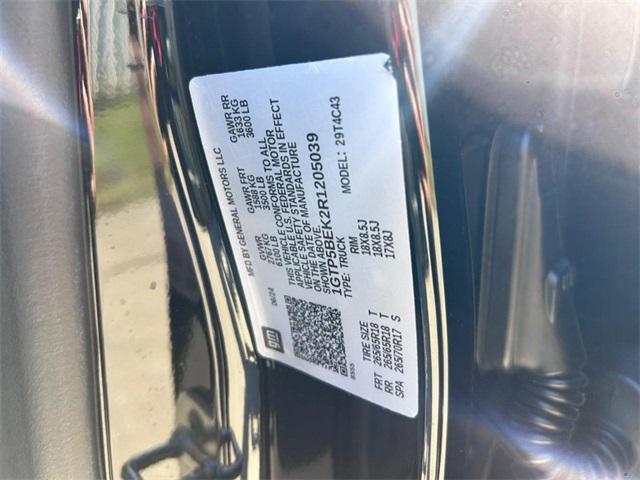 gm
06/24
MFD BY GENERAL MOTORS LLC
GVWR GAWR FRT GAWR RR
2767 KG 1588 KG 1633 KG
6100 LB 3500 LB 3600 LB
THIS VEHICLE CONFORMS TO ALL
APPLICABLE U.S. FEDERAL MOTOR
VEHICLE SAFETY STANDARDS IN EFFECT
ON THE DATE OF MANUFACTURE
SHOWN ABOVE.
1GTP5BEK2R1205039
TYPE: TRUCK MODEL: 29T4C43
TIRE SIZE RIM
FRT 265/65R18 T 18X8.5J
RR 265/65R18 T 18X8.5J
SPA 265/70R17 S 17X8J